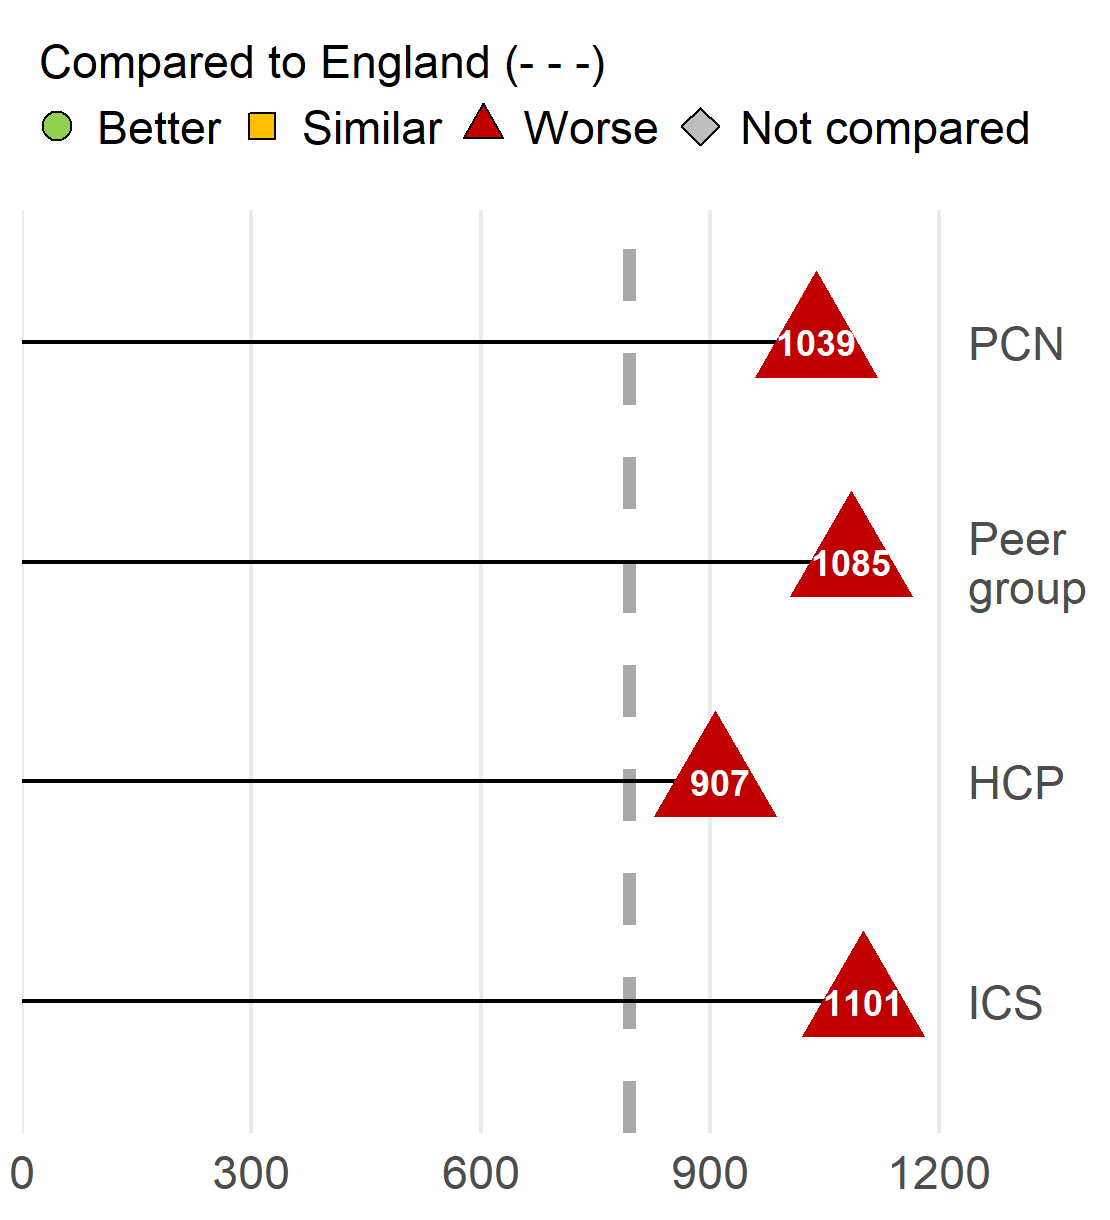 Compared to England (- - -)
Better Similar Worse Not compared
1039 PCN
1085 Peer
group
907 HCP
1101 ICS
0 300 600 900 1200